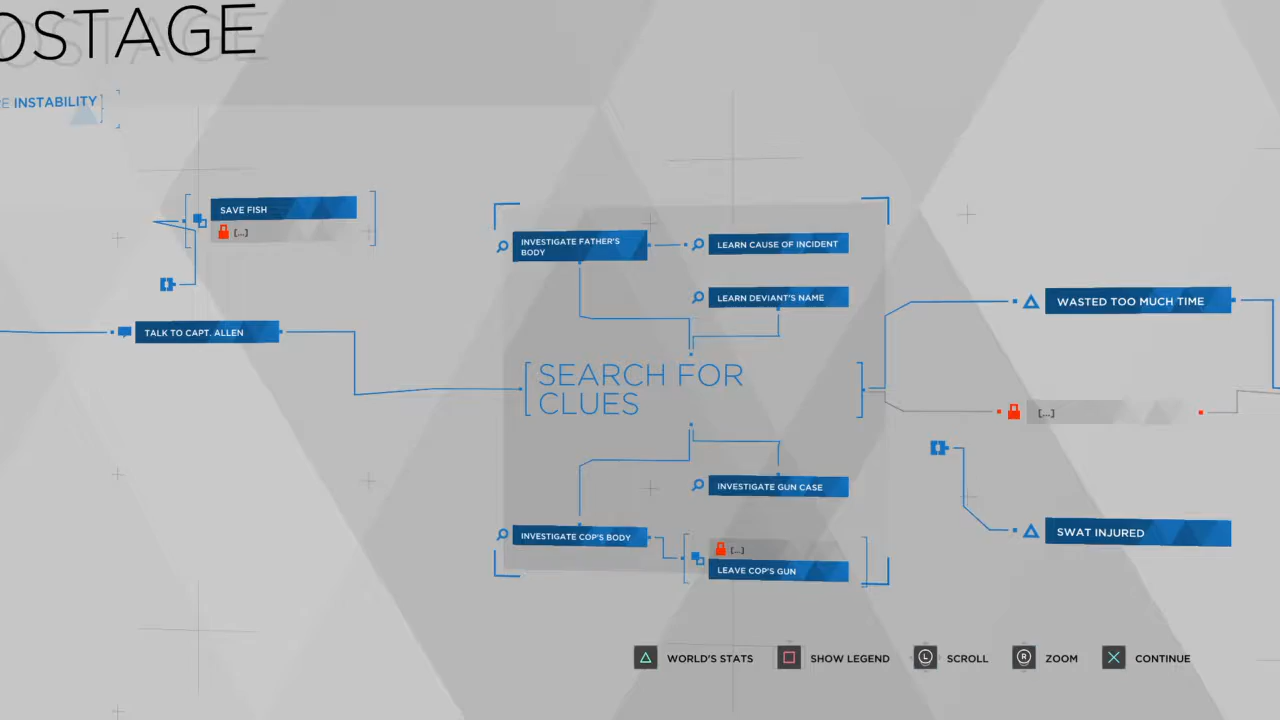 OSTAGE
E INSTABILITY
SAVE FISH
[...]
TALK TO CAPT. ALLEN
INVESTIGATE FATHER'S
BODY
LEARN CAUSE OF INCIDENT
LEARN DEVIANT'S NAME
SEARCH FOR
CLUES
INVESTIGATE GUN CASE
INVESTIGATE COP'S BODY
[...]
LEAVE COP'S GUN
WASTED TOO MUCH TIME
[...]
SWAT INJURED
WORLD'S STATS
SHOW LEGEND
L
SCROLL
R
ZOOM
CONTINUE